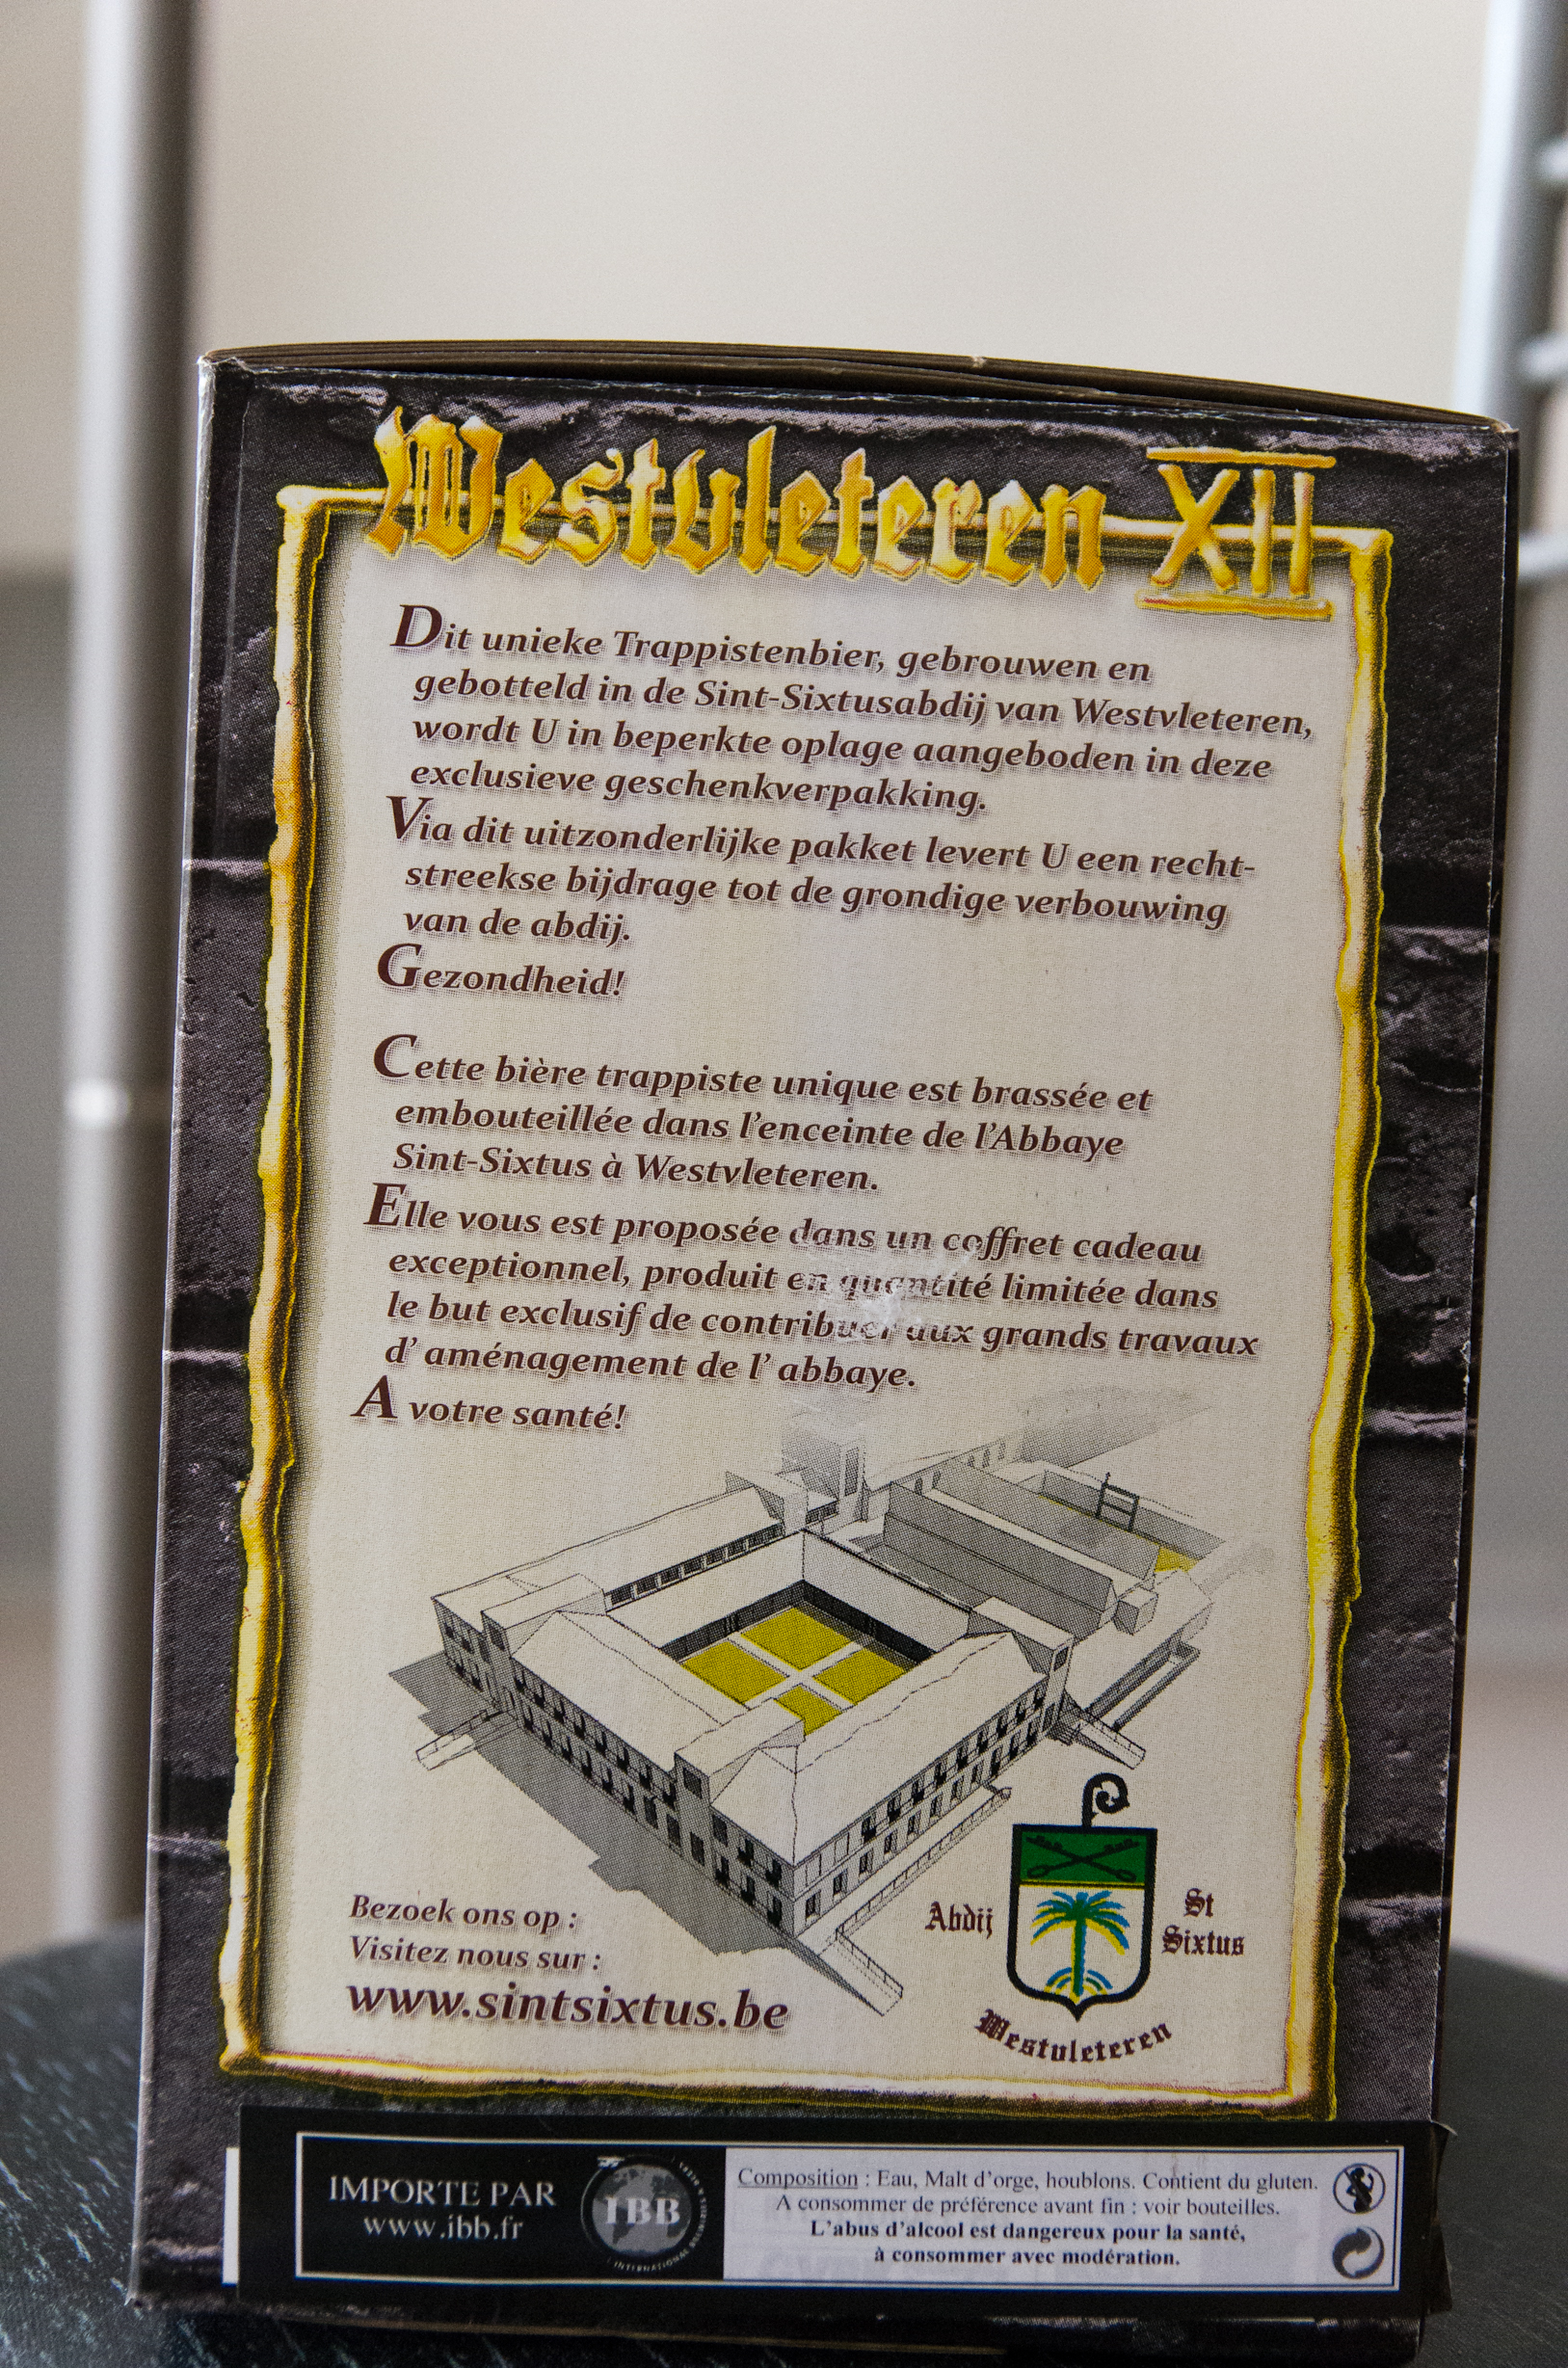 Westvleteren XII
Dit unieke Trappistenbier, gebrouwen en
gebotteld in de Sint-Sixtusabdij van Westvleteren,
wordt U in beperkte oplage aangeboden in deze
exclusieve geschenkverpakking.
Via dit uitzonderlijke pakket levert U een recht-
streekse bijdrage tot de grondige verbouwing
van de abdij.
Gezondheid!
Cette bière trappiste unique est brassée et
embouteillée dans l'enceinte de l'Abbaye
Sint-Sixtus à Westvleteren.
Elle vous est proposée dans un coffret cadeau
exceptionnel, produit en quantité limitée dans
le but exclusif de contribuer aux grands travaux
d' aménagement de l' abbaye.
A votre santé!
Bezoek ons op :
Visitez nous sur :
www.sintsixtus.be
Abdij
St
Sixtus
Westvleteren
IMPORTE PAR
www.ibb.fr
IBB
INTERNATIONAL
Composition : Eau, Malt d'orge, houblons. Contient du gluten.
A consommer de préférence avant fin : voir bouteilles.
L'abus d'alcool est dangereux pour la santé,
à consommer avec modération.